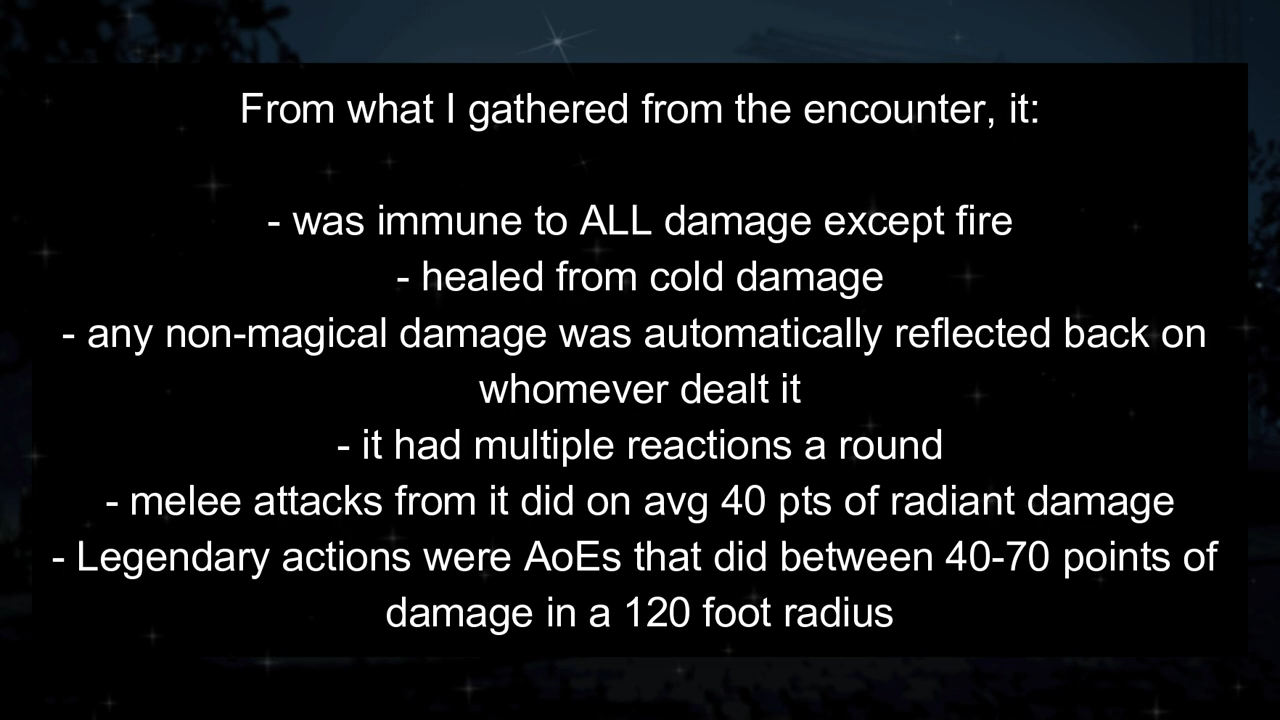 From what I gathered from the encounter, it:
- was immune to ALL damage except fire
- healed from cold damage
- any non-magical damage was automatically reflected back on
whomever dealt it
- it had multiple reactions a round
- melee attacks from it did on avg 40 pts of radiant damage
- Legendary actions were AoEs that did between 40-70 points of
damage in a 120 foot radius